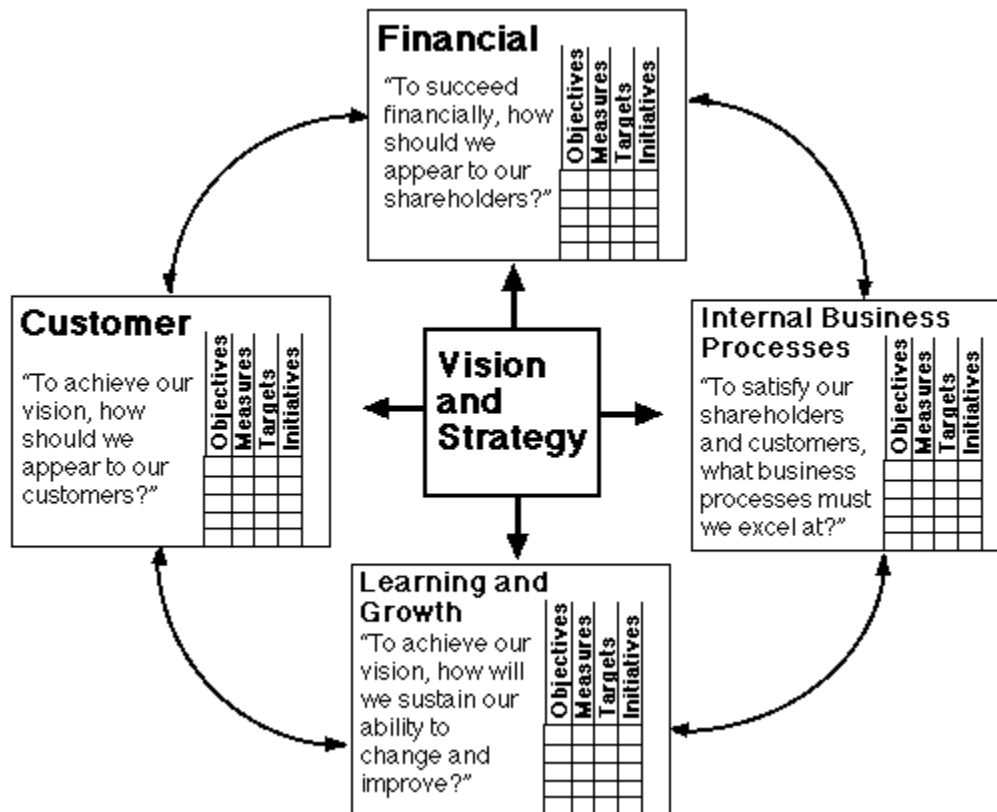 Financial
“To succeed
financially, how
should we
appear to our
shareholders?”
Objectives
Measures
Targets
Initiatives
Customer
“To achieve our
vision, how
should we
appear to our
customers?”
Objectives
Measures
Targets
Initiatives
Vision
and
Strategy
Internal Business
Processes
“To satisfy our
shareholders
and customers,
what business
processes must
we excel at?”
Objectives
Measures
Targets
Initiatives
Learning and
Growth
“To achieve our
vision, how will
we sustain our
ability to
change and
improve?”
Objectives
Measures
Targets
Initiatives